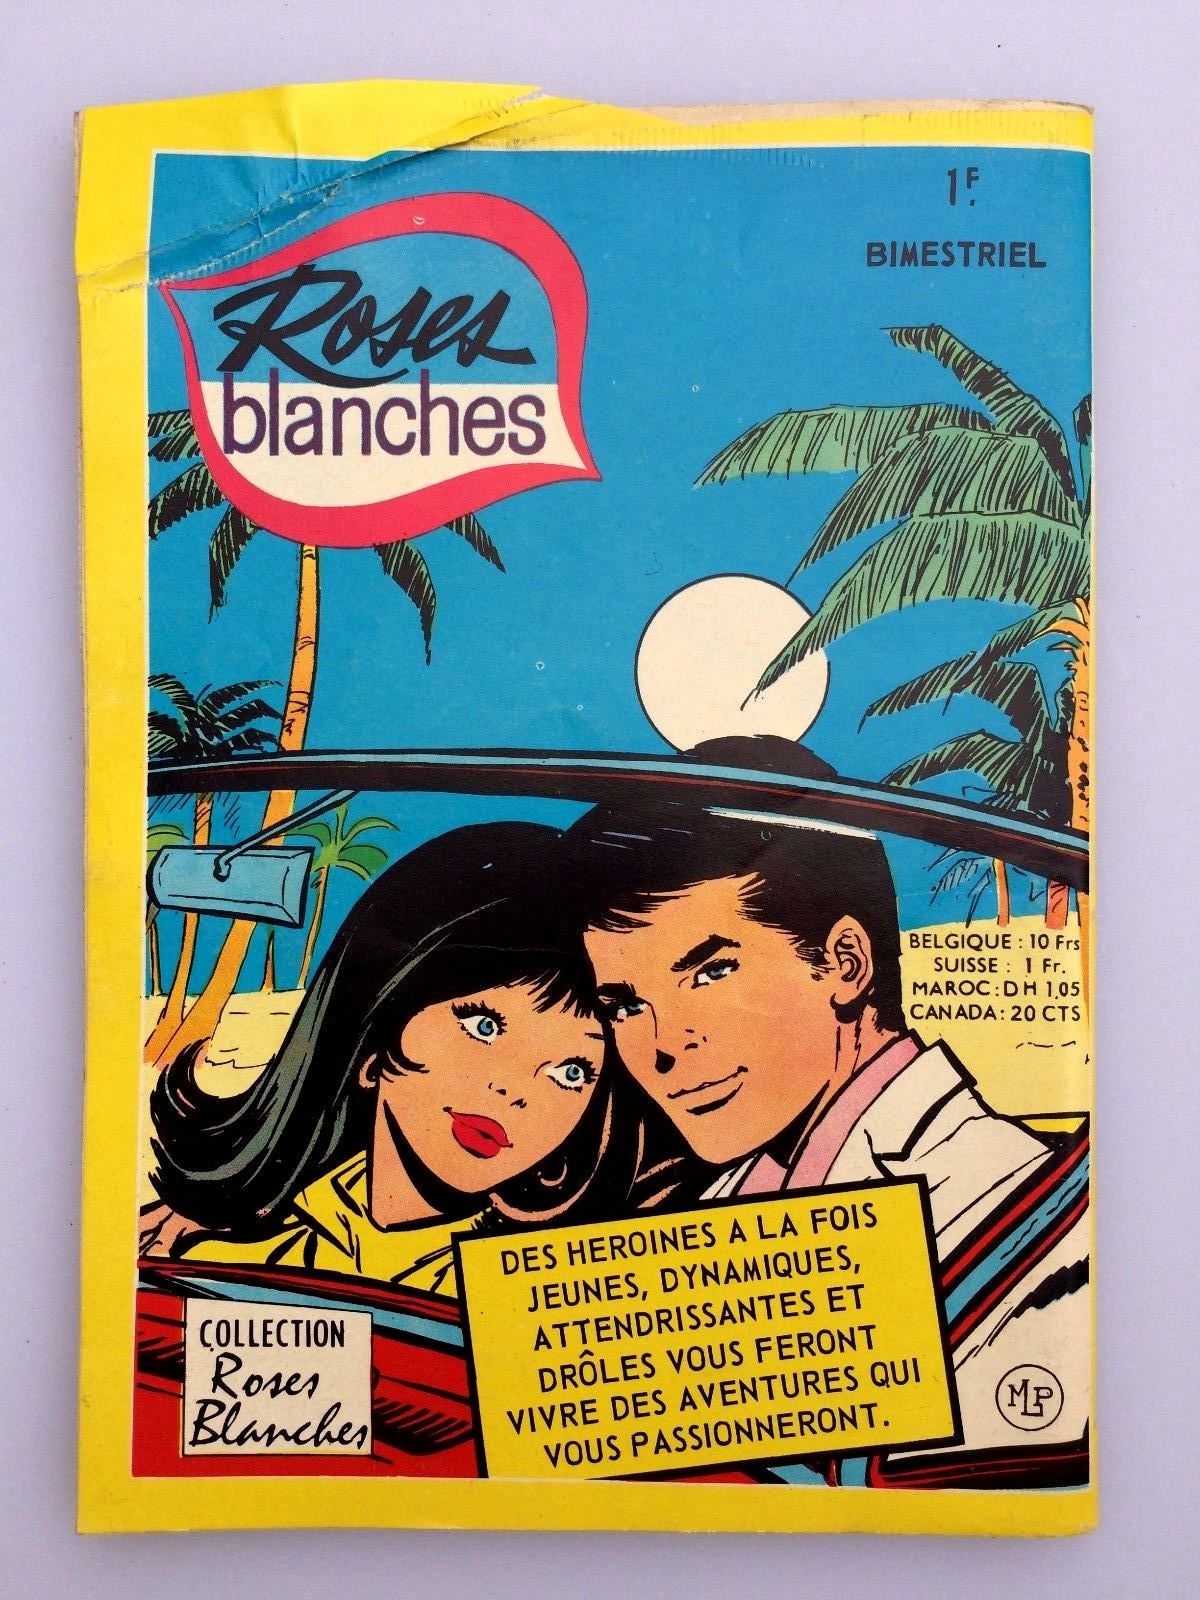 1F.
BIMESTRIEL
Roses
blanches
BELGIQUE : 10 Frs
SUISSE : 1 Fr.
MAROC : DH 1.05
CANADA : 20 CTS
DES HEROINES A LA FOIS
JEUNES, DYNAMIQUES,
ATTENDRISSANTES ET
DRÔLES VOUS FERONT
VIVRE DES AVENTURES QUI
VOUS PASSIONNERONT.
COLLECTION
Roses
Blanches
MLP